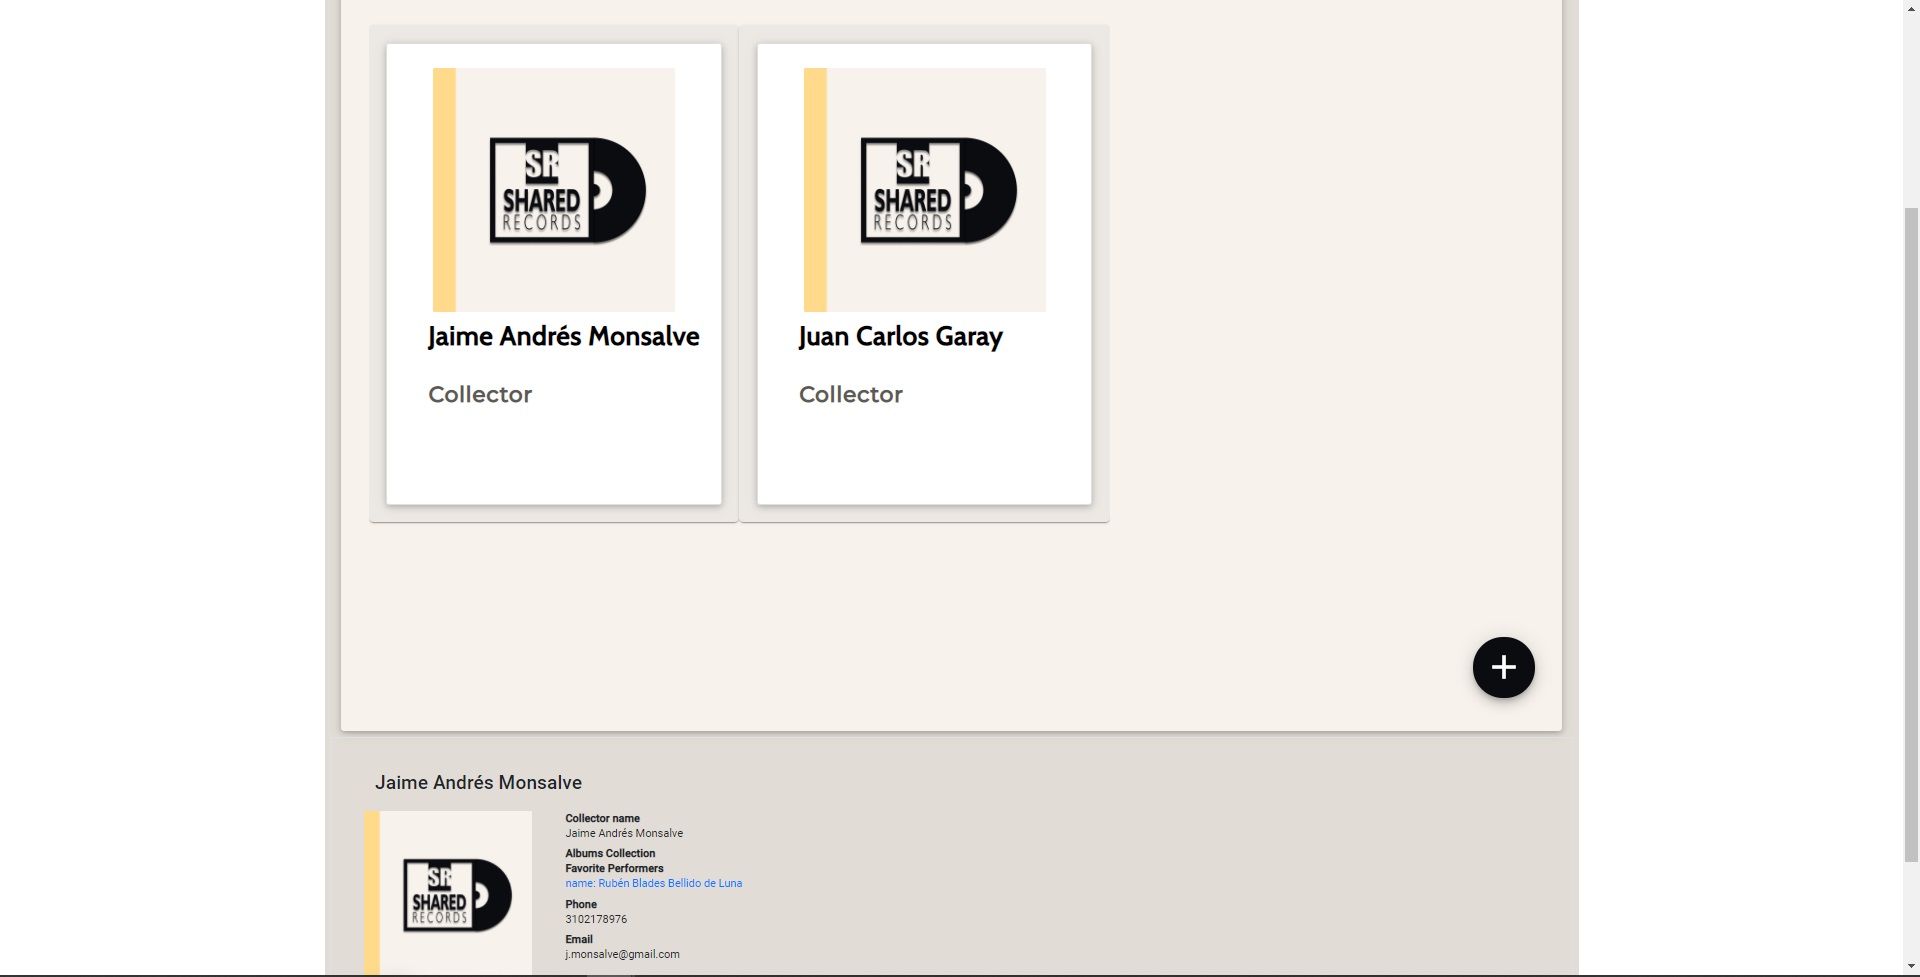 SR
SHARED
RECORDS
Jaime Andrés Monsalve
Collector
SR
SHARED
RECORDS
Juan Carlos Garay
Collector
+
Jaime Andrés Monsalve
SR
SHARED
RECORDS
Collector name
Jaime Andrés Monsalve
Albums Collection
Favorite Performers
name: Rubén Blades Bellido de Luna
Phone
3102178976
Email
j.monsalve@gmail.com